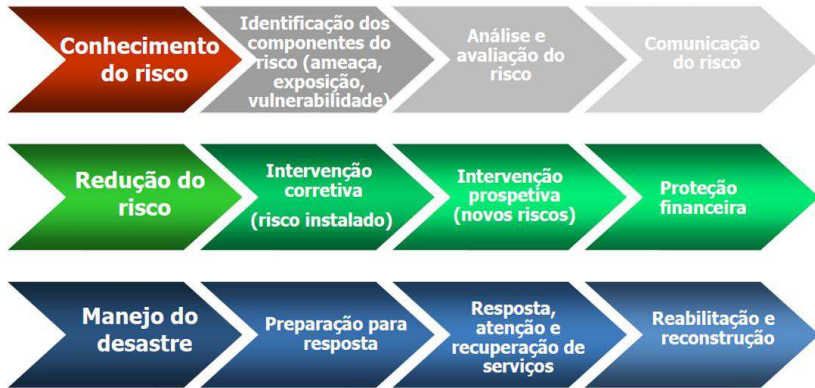 Conhecimento
do risco
Identificação dos
componentes do
risco (ameaça,
exposição,
vulnerabilidade)
Análise e
avaliação do
risco
Comunicação
do risco
Redução do
risco
Intervenção
corretiva
(risco instalado)
Intervenção
prospetiva
(novos riscos)
Proteção
financeira
Manejo do
desastre
Preparação para
resposta
Resposta,
atenção e
recuperação de
serviços
Reabilitação e
reconstrução